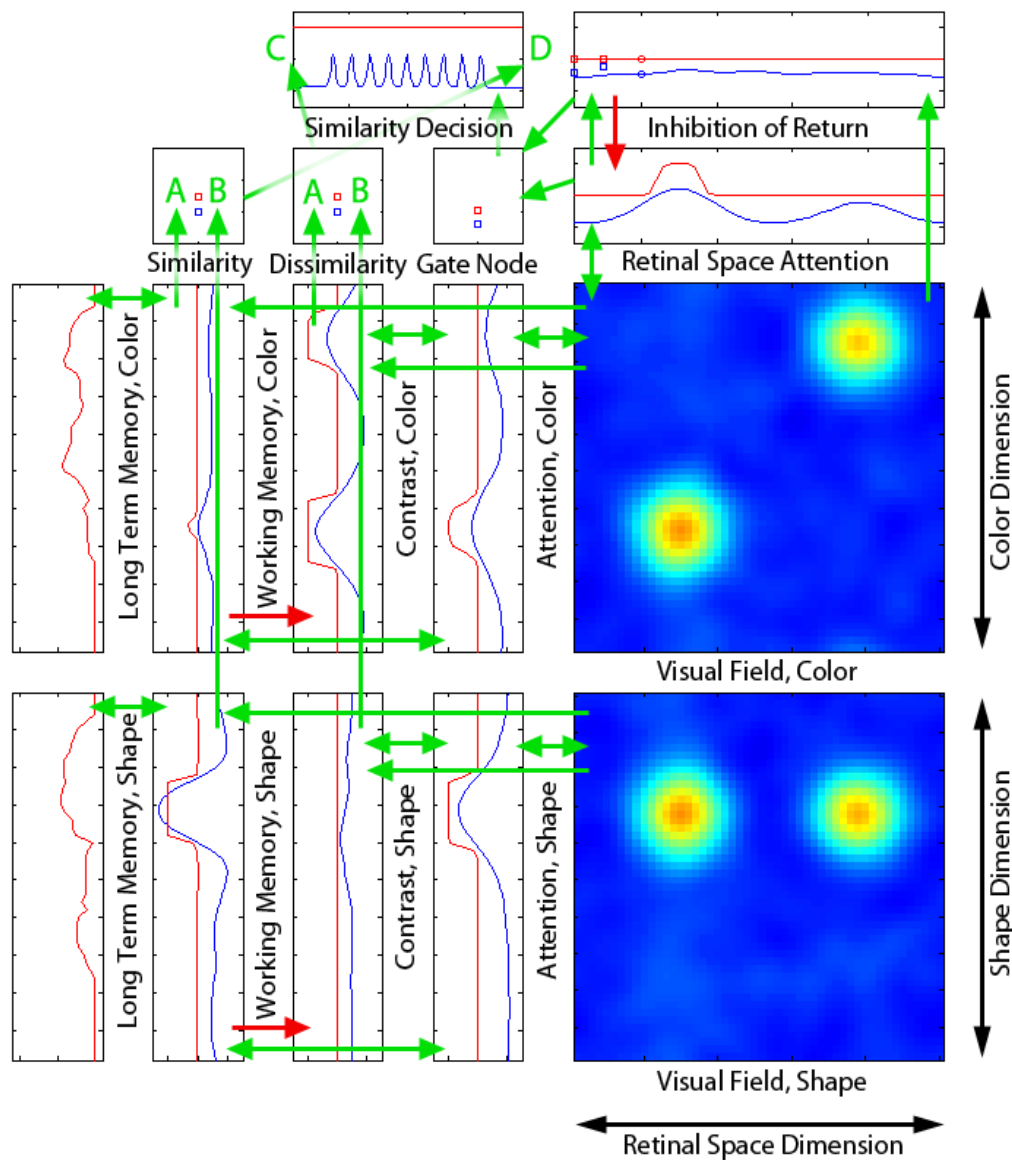 C
D
Similarity Decision
Inhibition of Return
A B
A B
Similarity
Dissimilarity
Gate Node
Retinal Space Attention
Long Term Memory, Color
Working Memory, Color
Contrast, Color
Attention, Color
Color Dimension
Visual Field, Color
Long Term Memory, Shape
Working Memory, Shape
Contrast, Shape
Attention, Shape
Shape Dimension
Visual Field, Shape
Retinal Space Dimension